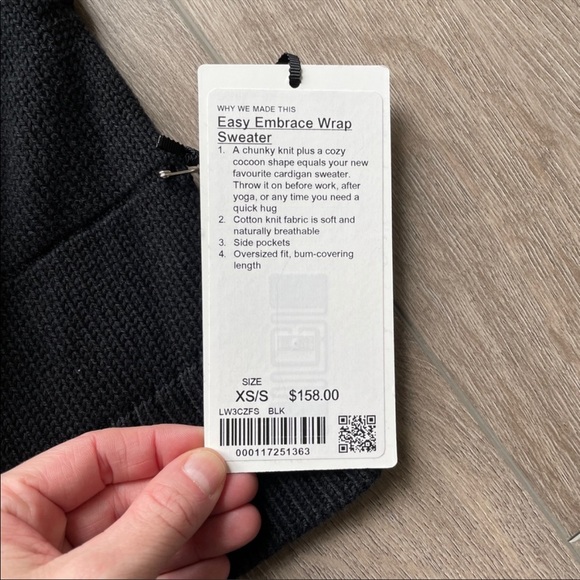 WHY WE MADE THIS
Easy Embrace Wrap
Sweater
1. A chunky knit plus a cozy
cocoon shape equals your new
favourite cardigan sweater.
Throw it on before work, after
yoga, or any time you need a
quick hug
2. Cotton knit fabric is soft and
naturally breathable
3. Side pockets
4. Oversized fit, bum-covering
length
SIZE
XS/S $158.00
LW3CZFS BLK
000117251363